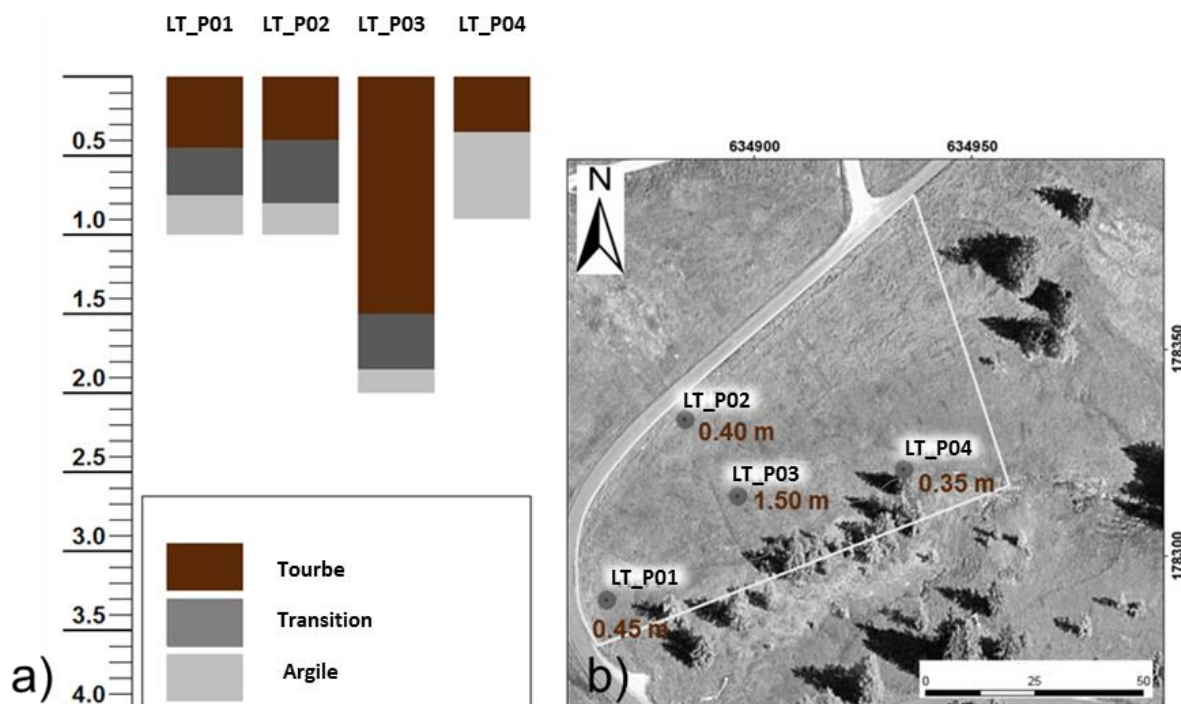 LT_P01 LT_P02 LT_P03 LT_P04
0.5
1.0
1.5
2.0
2.5
3.0
3.5
4.0
Tourbe
Transition
Argile
a)
634900 634950
N
178350
178300
LT_P02
0.40 m
LT_P04
0.35 m
LT_P03
1.50 m
LT_P01
0.45 m
b)
0 25 50